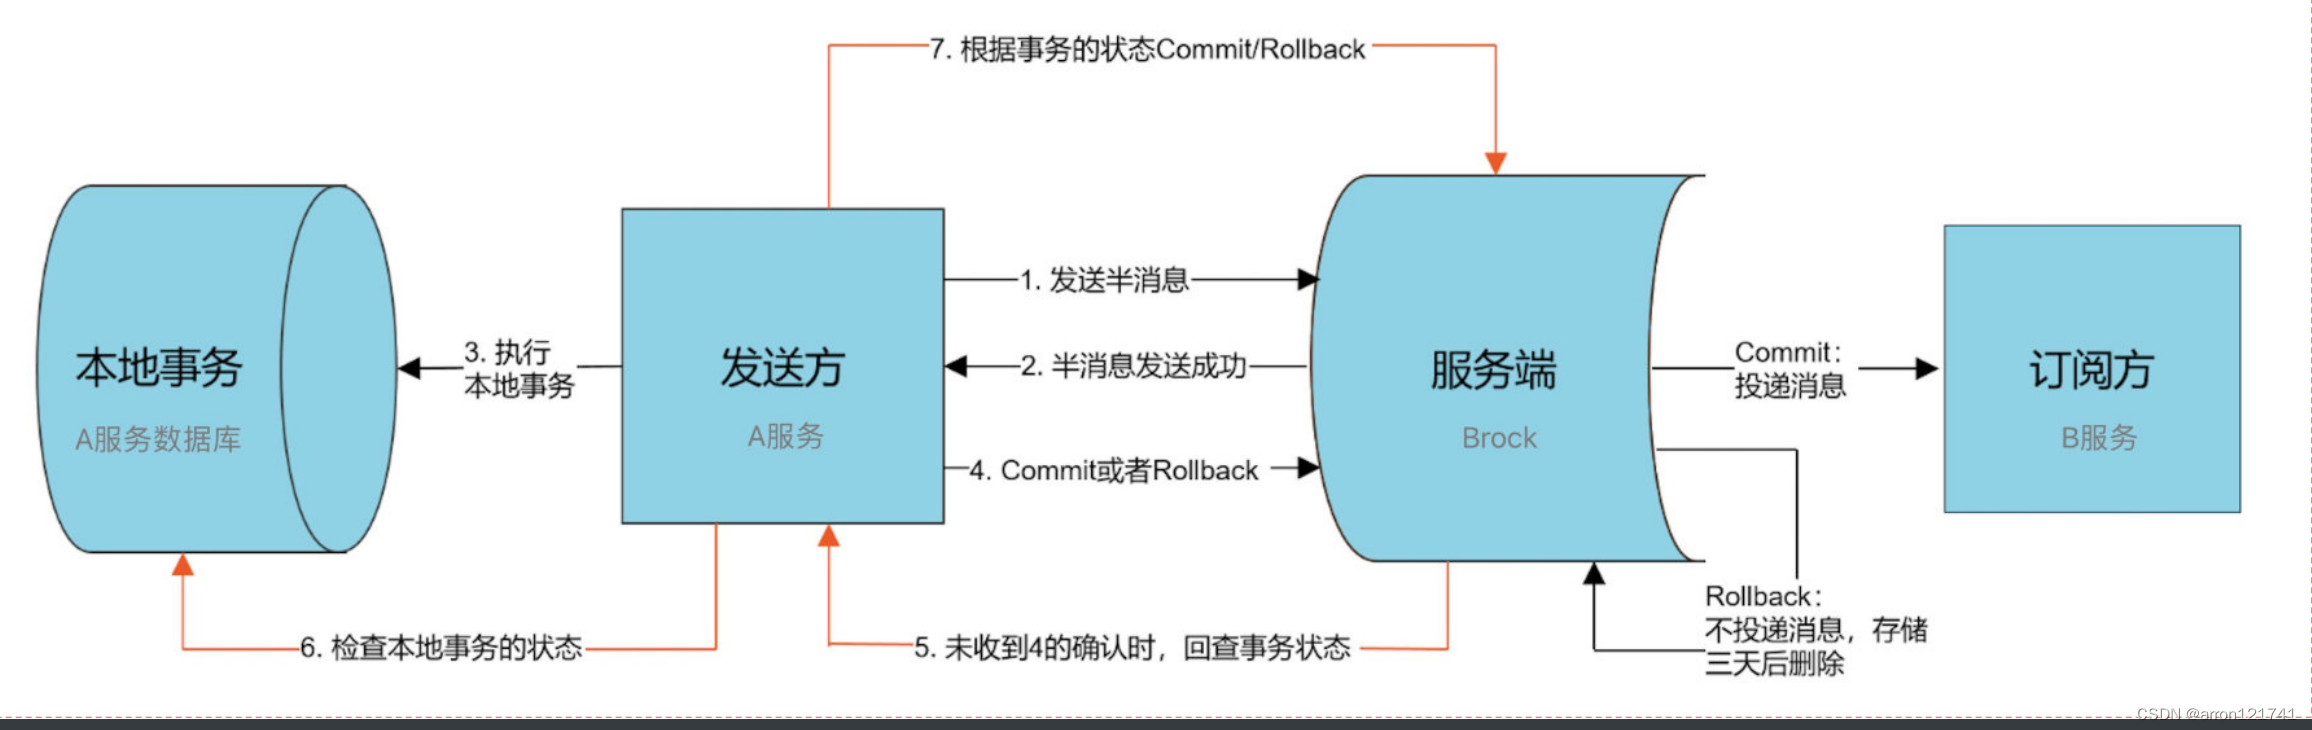 7. 根据事务的状态Commit/Rollback
1. 发送半消息
3. 执行
本地事务
2. 半消息发送成功
Commit：
投递消息
本地事务
A服务数据库
发送方
A服务
服务端
Brock
订阅方
B服务
4. Commit或者Rollback
Rollback：
不投递消息，存储
三天后删除
6. 检查本地事务的状态
5. 未收到4的确认时，回查事务状态
CSDN @arron121741